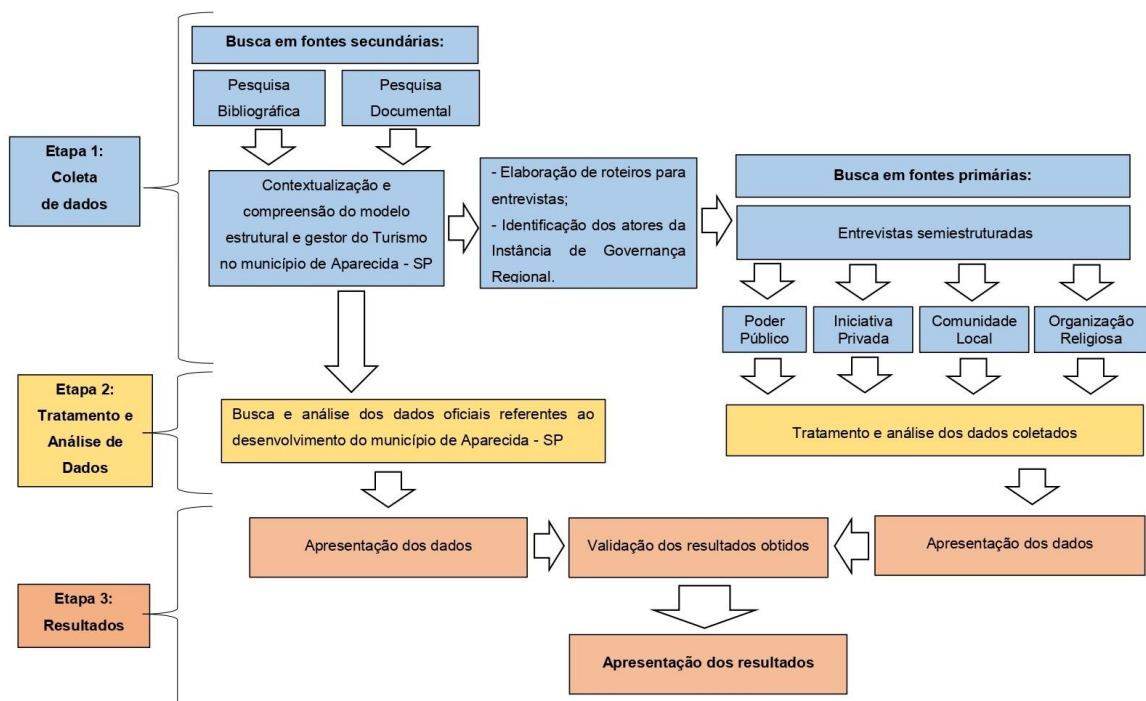 Busca em fontes secundárias:
Pesquisa
Bibliográfica
Pesquisa
Documental
Etapa 1:
Coleta
de dados
Contextualização e
compreensão do modelo
estrutural e gestor do Turismo
no município de Aparecida - SP
- Elaboração de roteiros para
entrevistas;
- Identificação dos atores da
Instância de Governança
Regional.
Busca em fontes primárias:
Entrevistas semiestruturadas
Poder
Público
Iniciativa
Privada
Comunidade
Local
Organização
Religiosa
Etapa 2:
Tratamento e
Análise de
Dados
Busca e análise dos dados oficiais referentes ao
desenvolvimento do município de Aparecida - SP
Tratamento e análise dos dados coletados
Etapa 3:
Resultados
Apresentação dos dados
Validação dos resultados obtidos
Apresentação dos dados
Apresentação dos resultados